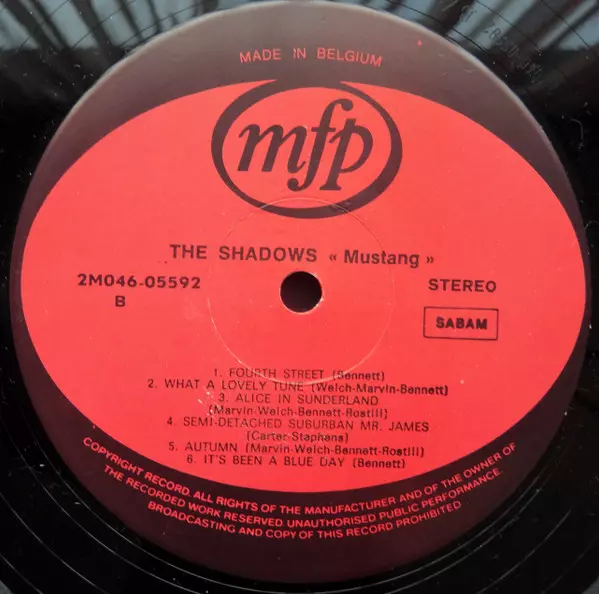 MADE IN BELGIUM
mfp
THE SHADOWS « Mustang »
2M046-05592
STEREO
B
SABAM
1. FOURTH STREET (Bennett)
2. WHAT A LOVELY TUNE (Welch-Marvin-Bennett)
3. ALICE IN SUNDERLAND
(Marvin-Welch-Bennett-Rostill)
4. SEMI-DETACHED SUBURBAN MR. JAMES
(Carter-Staphans)
5. AUTUMN (Marvin-Welch-Bennett-Rostill)
6. IT'S BEEN A BLUE DAY (Bennett)
COPYRIGHT RECORD. ALL RIGHTS OF THE MANUFACTURER AND OF THE OWNER OF
THE RECORDED WORK RESERVED UNAUTHORISED PUBLIC PERFORMANCE.
BROADCASTING AND COPY OF THIS RECORD PROHIBITED